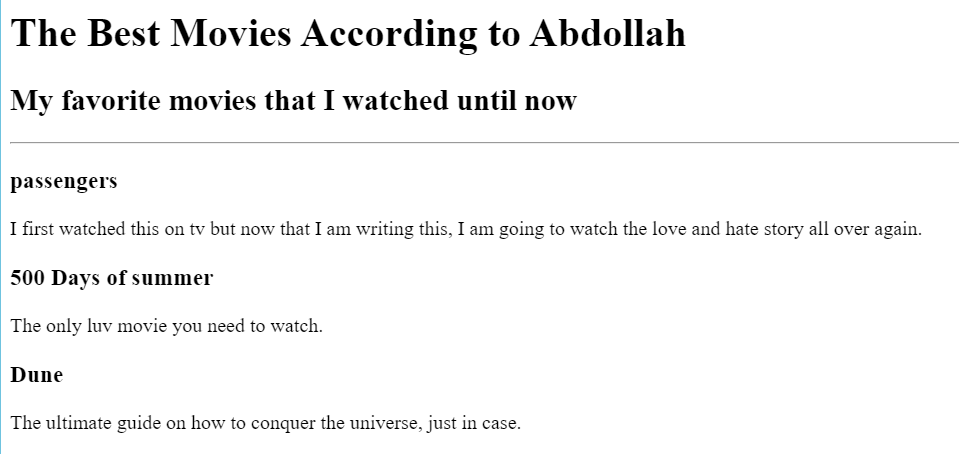 The Best Movies According to Abdollah
My favorite movies that I watched until now
passengers
I first watched this on tv but now that I am writing this, I am going to watch the love and hate story all over again.
500 Days of summer
The only luv movie you need to watch.
Dune
The ultimate guide on how to conquer the universe, just in case.